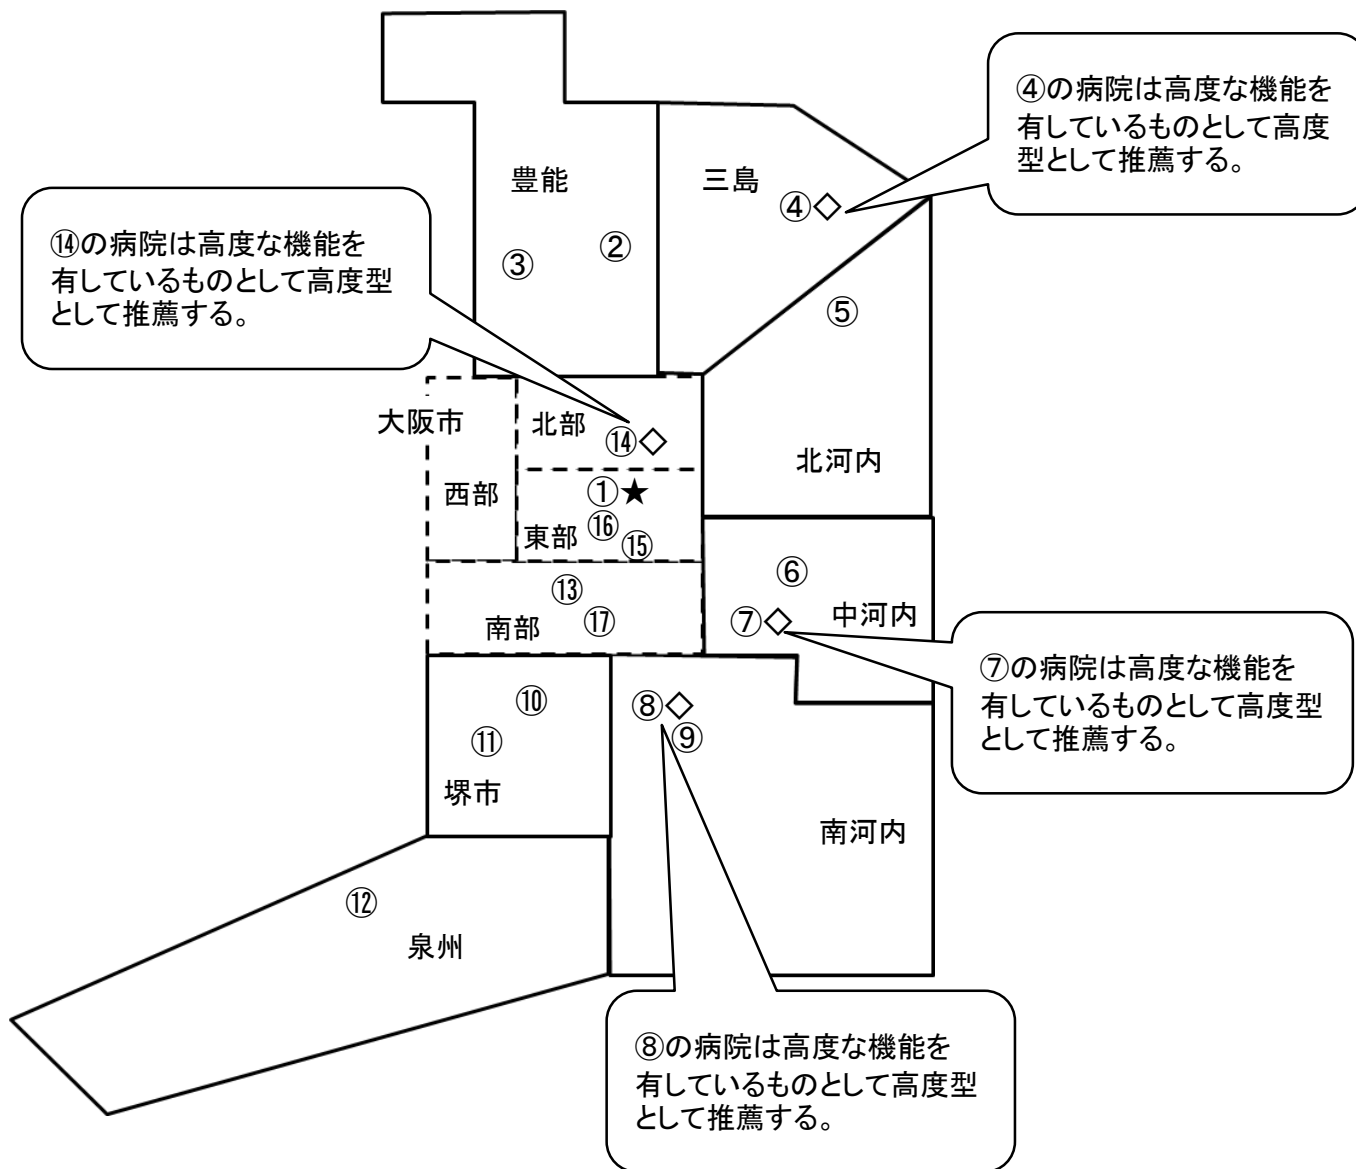 ④の病院は高度な機能を
有しているものとして高度
型として推薦する。
豊能
三島
④◇
⑭の病院は高度な機能を
有しているものとして高度型
として推薦する。
③
②
⑤
大阪市
北部
⑭◇
北河内
西部
①★
⑯
東部
⑮
⑥
⑬
中河内
⑦◇
南部
⑰
⑦の病院は高度な機能を
有しているものとして高度型
として推薦する。
⑩
⑧◇
⑪
⑨
堺市
南河内
⑫
泉州
⑧の病院は高度な機能を
有しているものとして高度型
として推薦する。